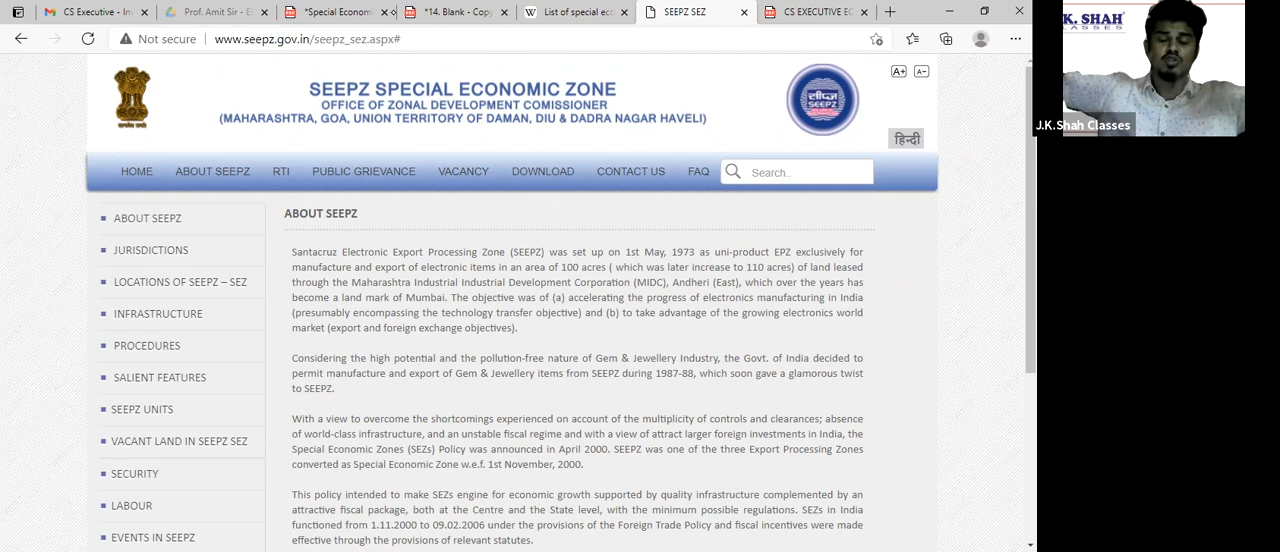 CS Executive - Inv
Prof. Amit Sir - EB
*Special Econom
*14. Blank - Copy
List of special eco
SEEPZ SEZ
CS EXECUTIVE EC
Not secure www.seepz.gov.in/seepz_sez.aspx#
K. SHAH
CLASSES
J.K.Shah Classes
SEEPZ SPECIAL ECONOMIC ZONE
OFFICE OF ZONAL DEVELOPMENT COMISSIONER
(MAHARASHTRA, GOA, UNION TERRITORY OF DAMAN, DIU & DADRA NAGAR HAVELI)
सीप्ज़
SEEPZ
A+ A-
हिन्दी
HOME ABOUT SEEPZ RTI PUBLIC GRIEVANCE VACANCY DOWNLOAD CONTACT US FAQ Search..
ABOUT SEEPZ
JURISDICTIONS
LOCATIONS OF SEEPZ – SEZ
INFRASTRUCTURE
PROCEDURES
SALIENT FEATURES
SEEPZ UNITS
VACANT LAND IN SEEPZ SEZ
SECURITY
LABOUR
EVENTS IN SEEPZ
ABOUT SEEPZ
Santacruz Electronic Export Processing Zone (SEEPZ) was set up on 1st May, 1973 as uni-product EPZ exclusively for
manufacture and export of electronic items in an area of 100 acres ( which was later increase to 110 acres) of land leased
through the Maharashtra Industrial Industrial Development Corporation (MIDC), Andheri (East), which over the years has
become a land mark of Mumbai. The objective was of (a) accelerating the progress of electronics manufacturing in India
(presumably encompassing the technology transfer objective) and (b) to take advantage of the growing electronics world
market (export and foreign exchange objectives).
Considering the high potential and the pollution-free nature of Gem & Jewellery Industry, the Govt. of India decided to
permit manufacture and export of Gem & Jewellery items from SEEPZ during 1987-88, which soon gave a glamorous twist
to SEEPZ.
With a view to overcome the shortcomings experienced on account of the multiplicity of controls and clearances; absence
of world-class infrastructure, and an unstable fiscal regime and with a view of attract larger foreign investments in India, the
Special Economic Zones (SEZs) Policy was announced in April 2000. SEEPZ was one of the three Export Processing Zones
converted as Special Economic Zone w.e.f. 1st November, 2000.
This policy intended to make SEZs engine for economic growth supported by quality infrastructure complemented by an
attractive fiscal package, both at the Centre and the State level, with the minimum possible regulations. SEZs in India
functioned from 1.11.2000 to 09.02.2006 under the provisions of the Foreign Trade Policy and fiscal incentives were made
effective through the provisions of relevant statutes.